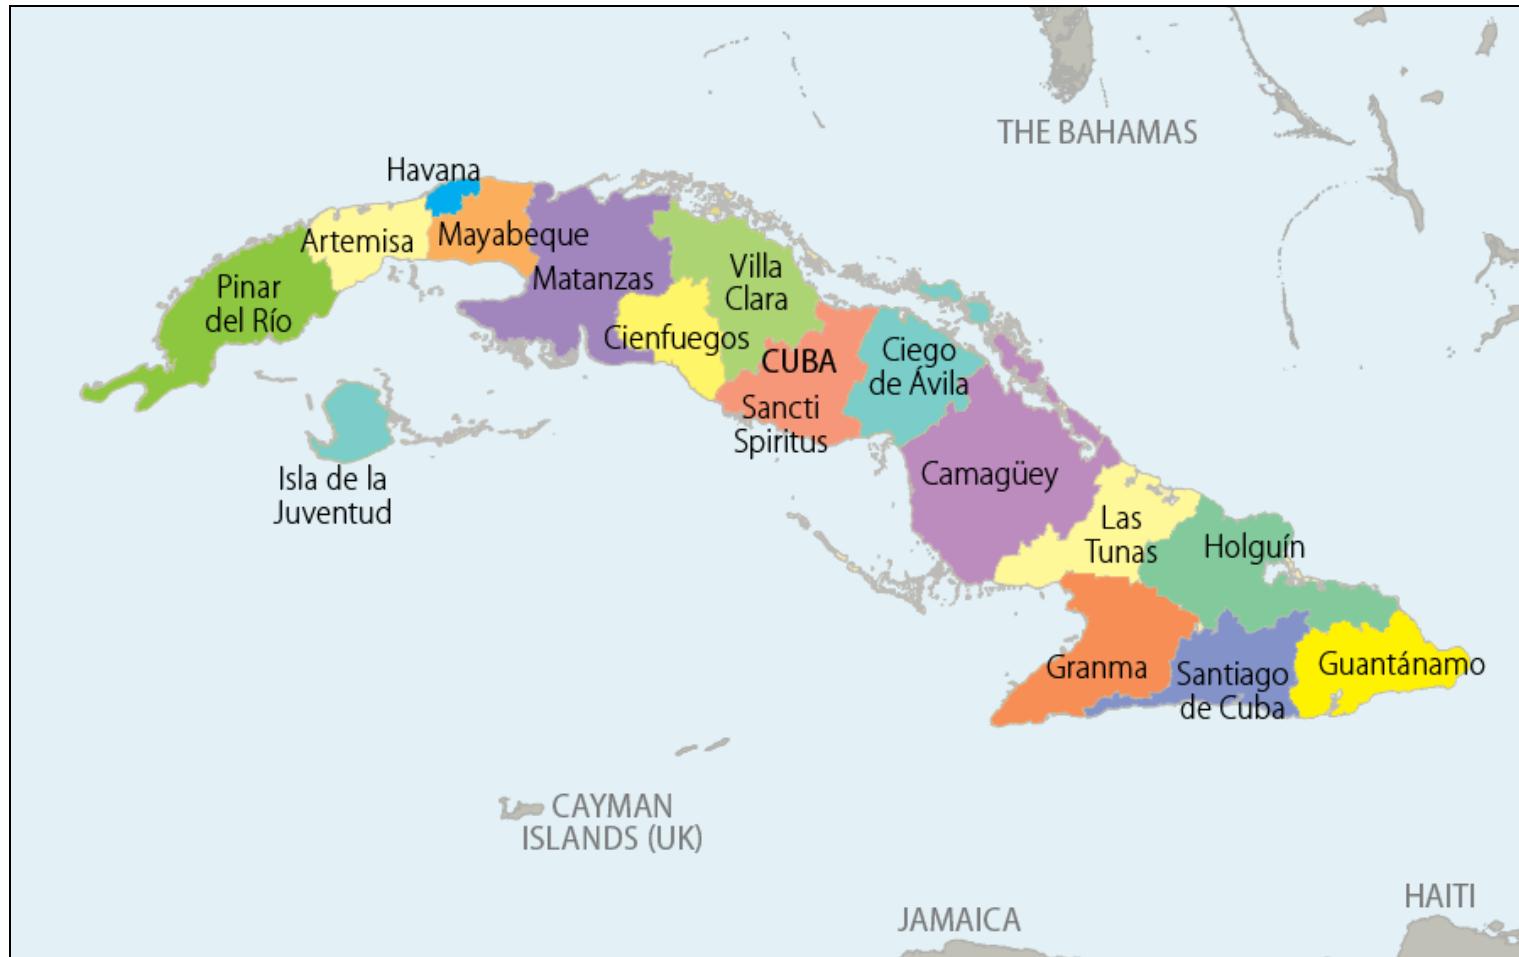 THE BAHAMAS
Havana
Artemisa
Mayabeque
Pinar
del Río
Matanzas
Villa
Clara
Cienfuegos
CUBA
Ciego
de Ávila
Sancti
Spiritus
Isla de la
Juventud
Camagüey
Las
Tunas
Holguín
Granma
Santiago
de Cuba
Guantánamo
CAYMAN
ISLANDS (UK)
JAMAICA
HAITI